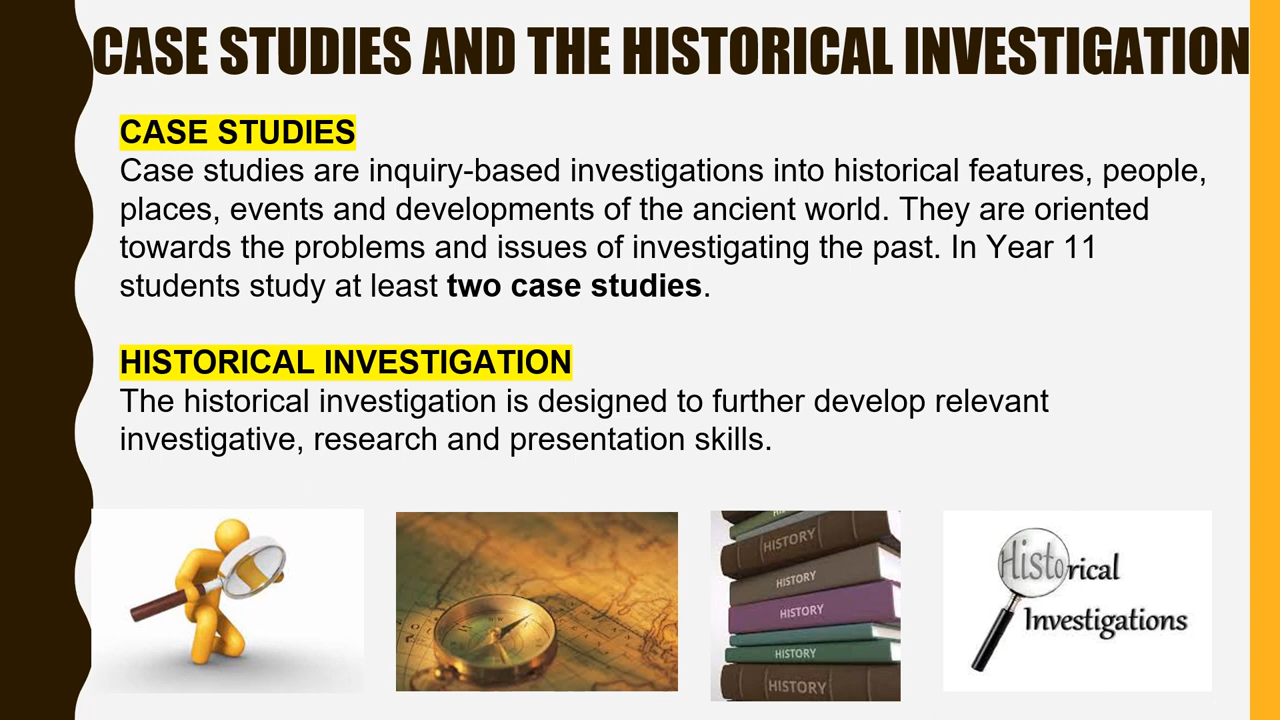 CASE STUDIES AND THE HISTORICAL INVESTIGATION
CASE STUDIES
Case studies are inquiry-based investigations into historical features, people,
places, events and developments of the ancient world. They are oriented
towards the problems and issues of investigating the past. In Year 11
students study at least two case studies.
HISTORICAL INVESTIGATION
The historical investigation is designed to further develop relevant
investigative, research and presentation skills.
HISTORY
HISTORY
HISTORY
HISTORY
HISTORY
Historical
Investigations